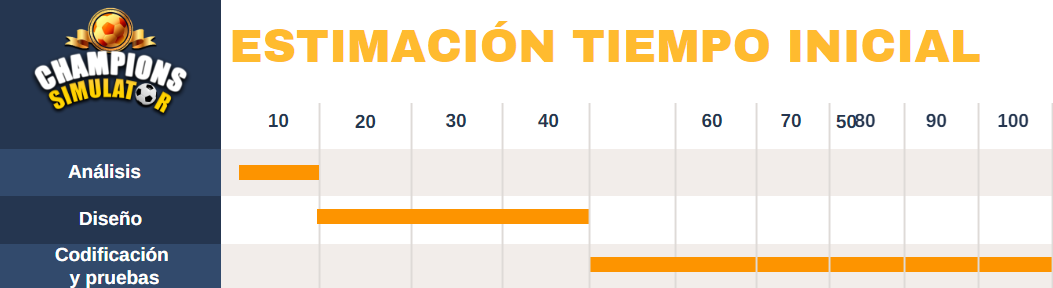 CHAMPIONS
SIMULATOR
ESTIMACIÓN TIEMPO INICIAL
10 20 30 40 60 70 5080 90 100
Análisis
Diseño
Codificación
y pruebas